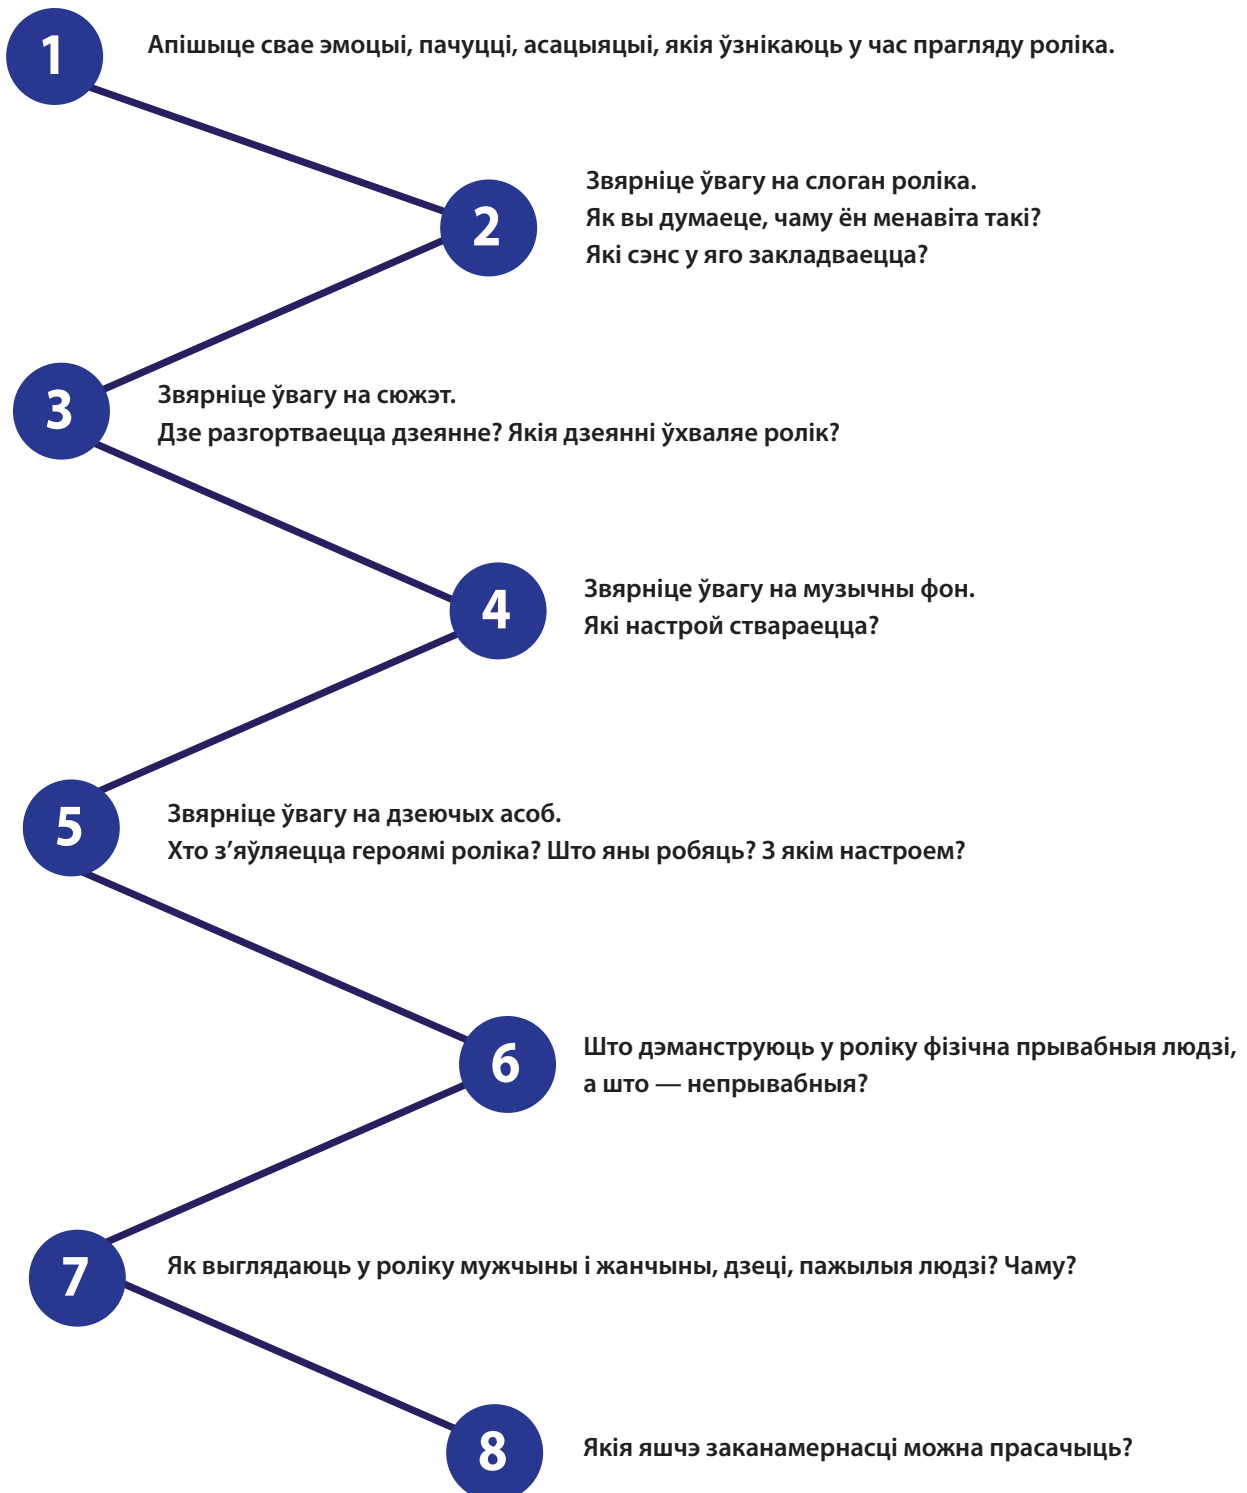 1
Апішыце свае эмоцыі, пачуцці, асацыяцыі, якія ўзнікаюць у час прагляду роліка.
2
Звярніце ўвагу на слоган роліка.
Як вы думаеце, чаму ён менавіта такі?
Які сэнс у яго закладваецца?
3
Звярніце ўвагу на сюжэт.
Дзе разгортваецца дзеянне? Якія дзеянні ўхваляе ролік?
4
Звярніце ўвагу на музычны фон.
Які настрой ствараецца?
5
Звярніце ўвагу на дзеючых асоб.
Хто з’яўляецца героямі роліка? Што яны робяць? З якім настроем?
6
Што дэманструюць у роліку фізічна прывабныя людзі,
а што — непрывабныя?
7
Як выглядаюць у роліку мужчыны і жанчыны, дзеці, пажылыя людзі? Чаму?
8
Якія яшчэ заканамернасці можна прасачыць?